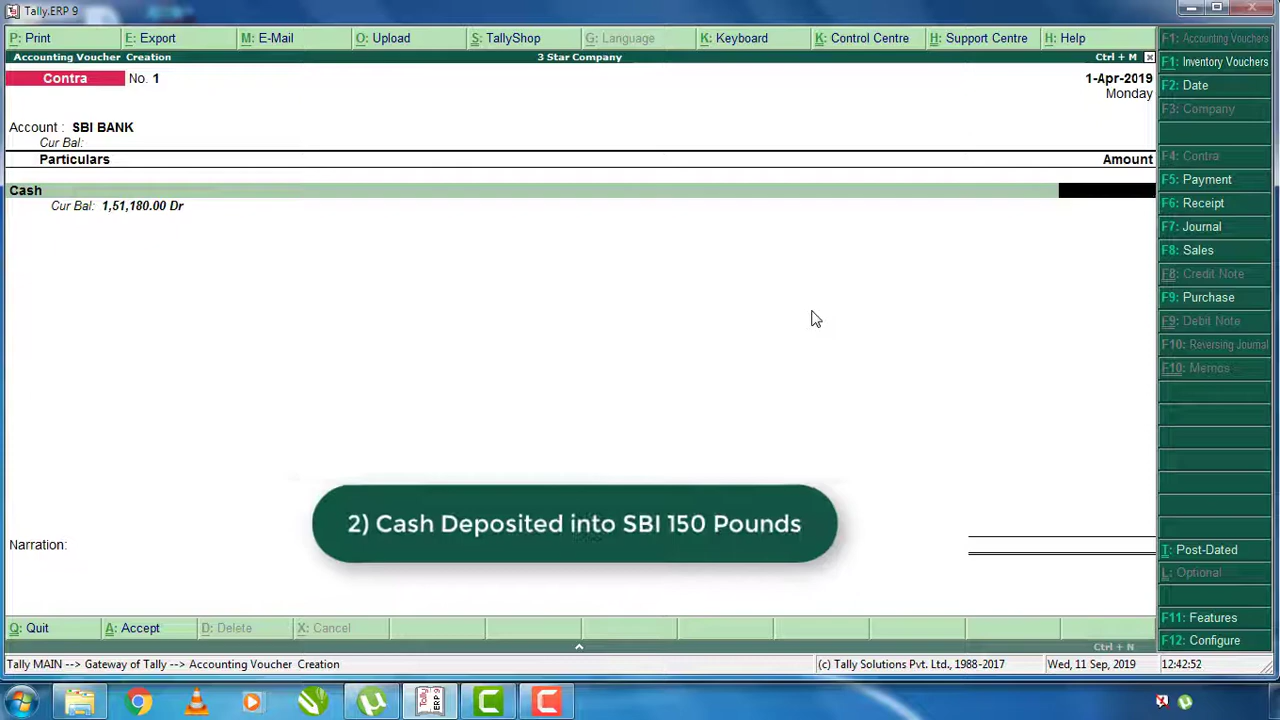 Tally.ERP 9
P: Print E: Export M: E-Mail O: Upload S: TallyShop G: Language K: Keyboard K: Control Centre H: Support Centre H: Help
Accounting Voucher Creation 3 Star Company Ctrl + M
Contra No. 1 1-Apr-2019
Monday
Account : SBI BANK
Cur Bal:
Particulars Amount
Cash
Cur Bal: 1,51,180.00 Dr
2) Cash Deposited into SBI 150 Pounds
Narration:
F1: Accounting Vouchers
F1: Inventory Vouchers
F2: Date
F3: Company
F4: Contra
F5: Payment
F6: Receipt
F7: Journal
F8: Sales
F8: Credit Note
F9: Purchase
F9: Debit Note
F10: Reversing Journal
F10: Memos
T: Post-Dated
L: Optional
F11: Features
F12: Configure
Q: Quit A: Accept D: Delete X: Cancel
Ctrl + N
Tally MAIN --> Gateway of Tally --> Accounting Voucher Creation (c) Tally Solutions Pvt. Ltd., 1988-2017 Wed, 11 Sep, 2019 12:42:52